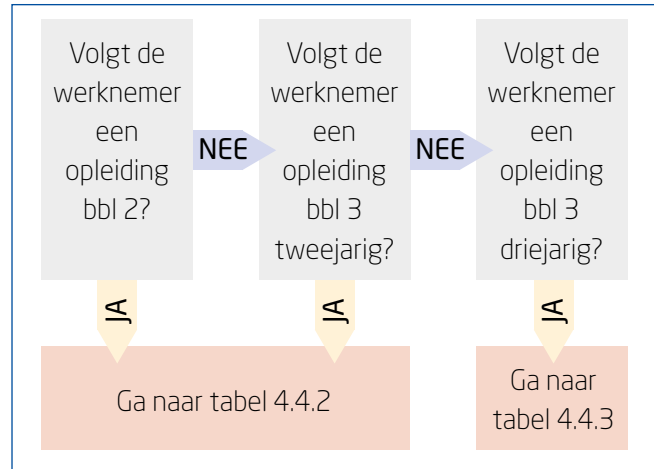 Volgt de
werknemer
een
opleiding
bbl 2?
NEE
Volgt de
werknemer
een
opleiding
bbl 3
tweejarig?
NEE
Volgt de
werknemer
een
opleiding
bbl 3
driejarig?
JA
JA
JA
Ga naar tabel 4.4.2
Ga naar
tabel 4.4.3